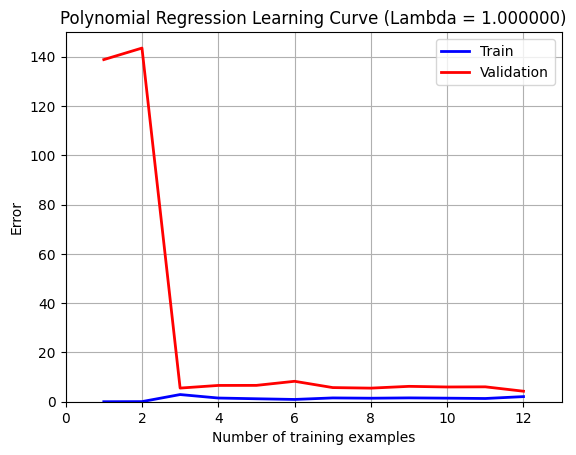 Polynomial Regression Learning Curve (Lambda = 1.000000)
Train
Validation
140
120
100
80
60
40
20
0
Error
0 2 4 6 8 10 12
Number of training examples